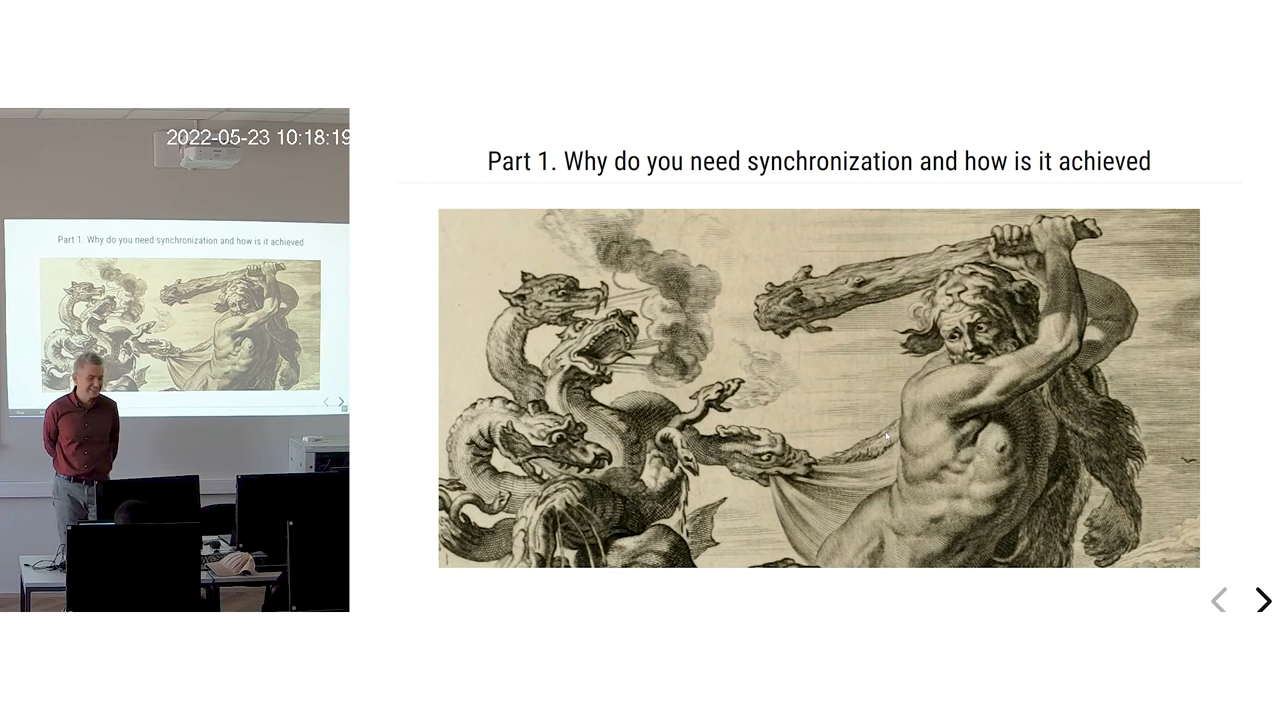 2022-05-23 10:18:19
Part 1. Why do you need synchronization and how is it achieved
Part 1. Why do you need synchronization and how is it achieved